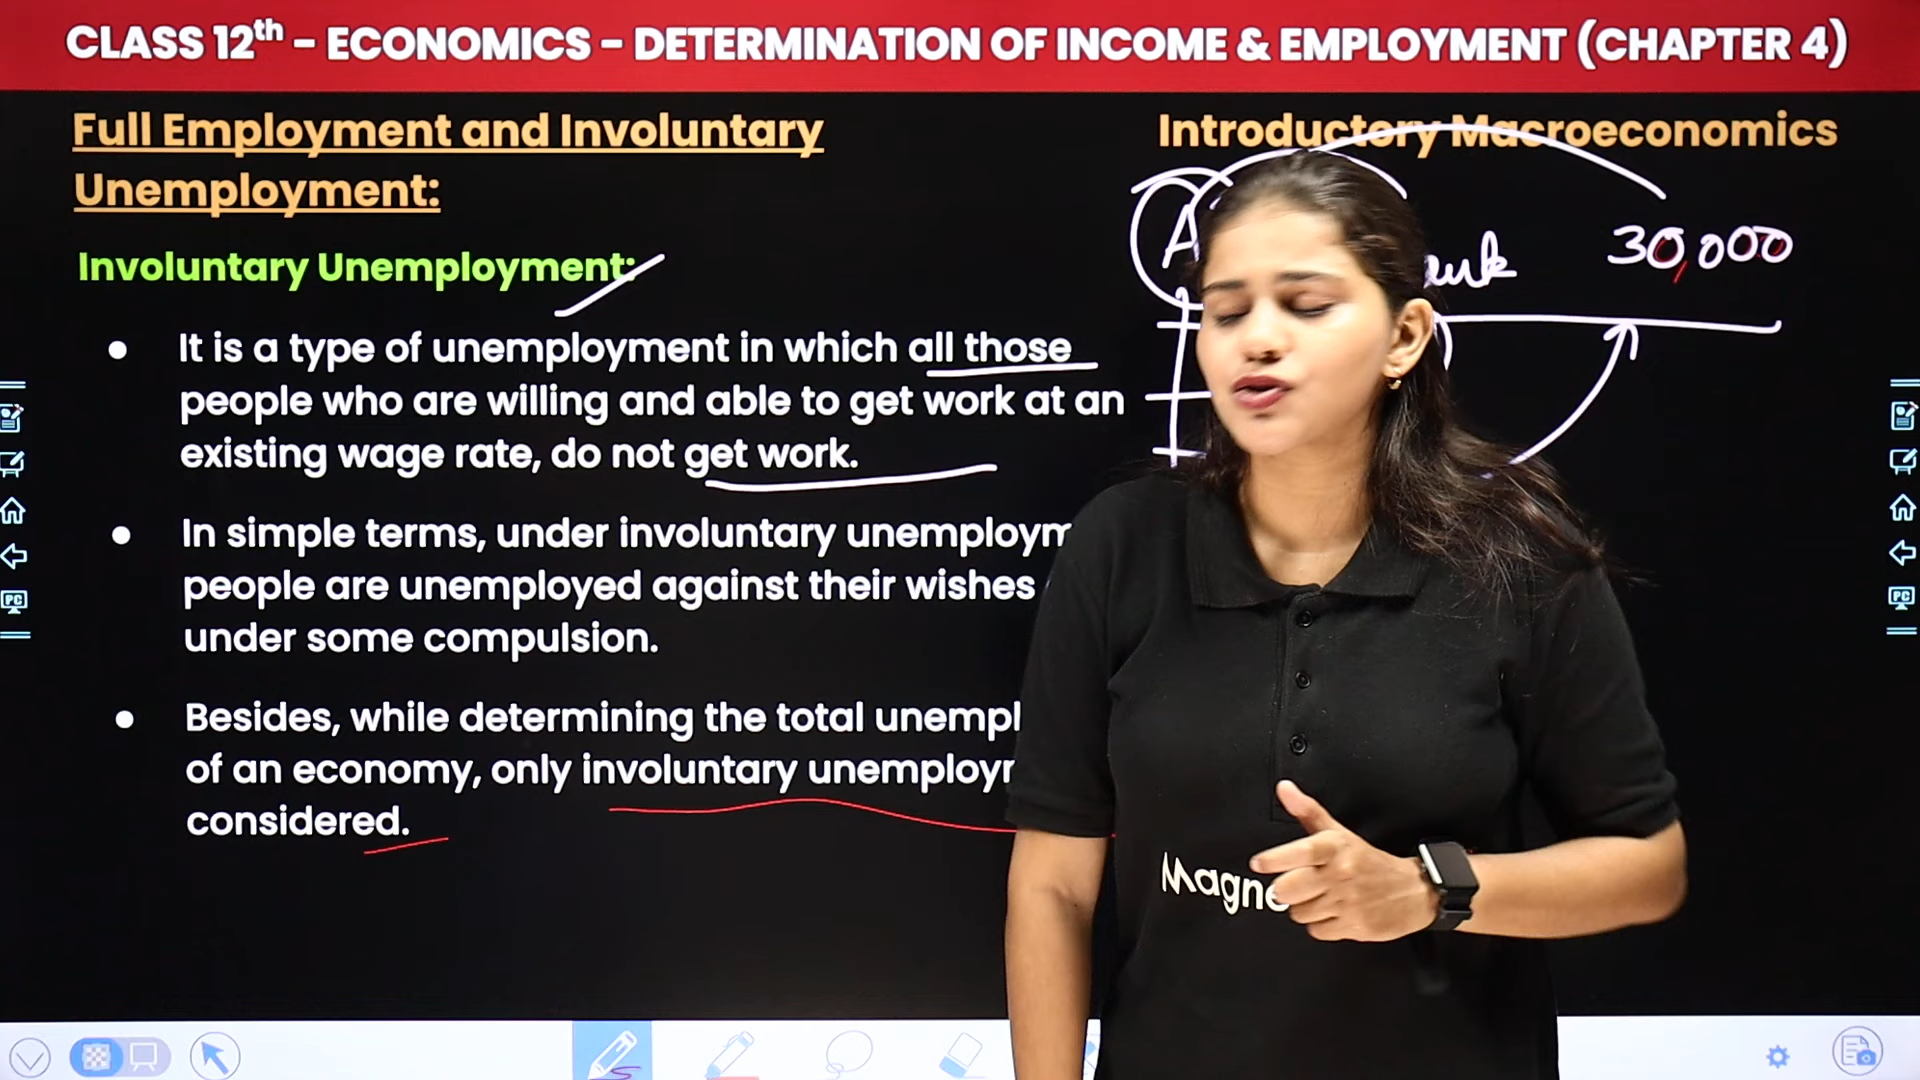 CLASS 12th - ECONOMICS - DETERMINATION OF INCOME & EMPLOYMENT (CHAPTER 4)
Full Employment and Involuntary
Unemployment:
Introductory Macroeconomics
Involuntary Unemployment:
A
30,000
It is a type of unemployment in which all those
people who are willing and able to get work at an
existing wage rate, do not get work.
In simple terms, under involuntary unemploym
people are unemployed against their wishes
under some compulsion.
Besides, while determining the total unempl
of an economy, only involuntary unemployr
considered.
Magne
PC
PC